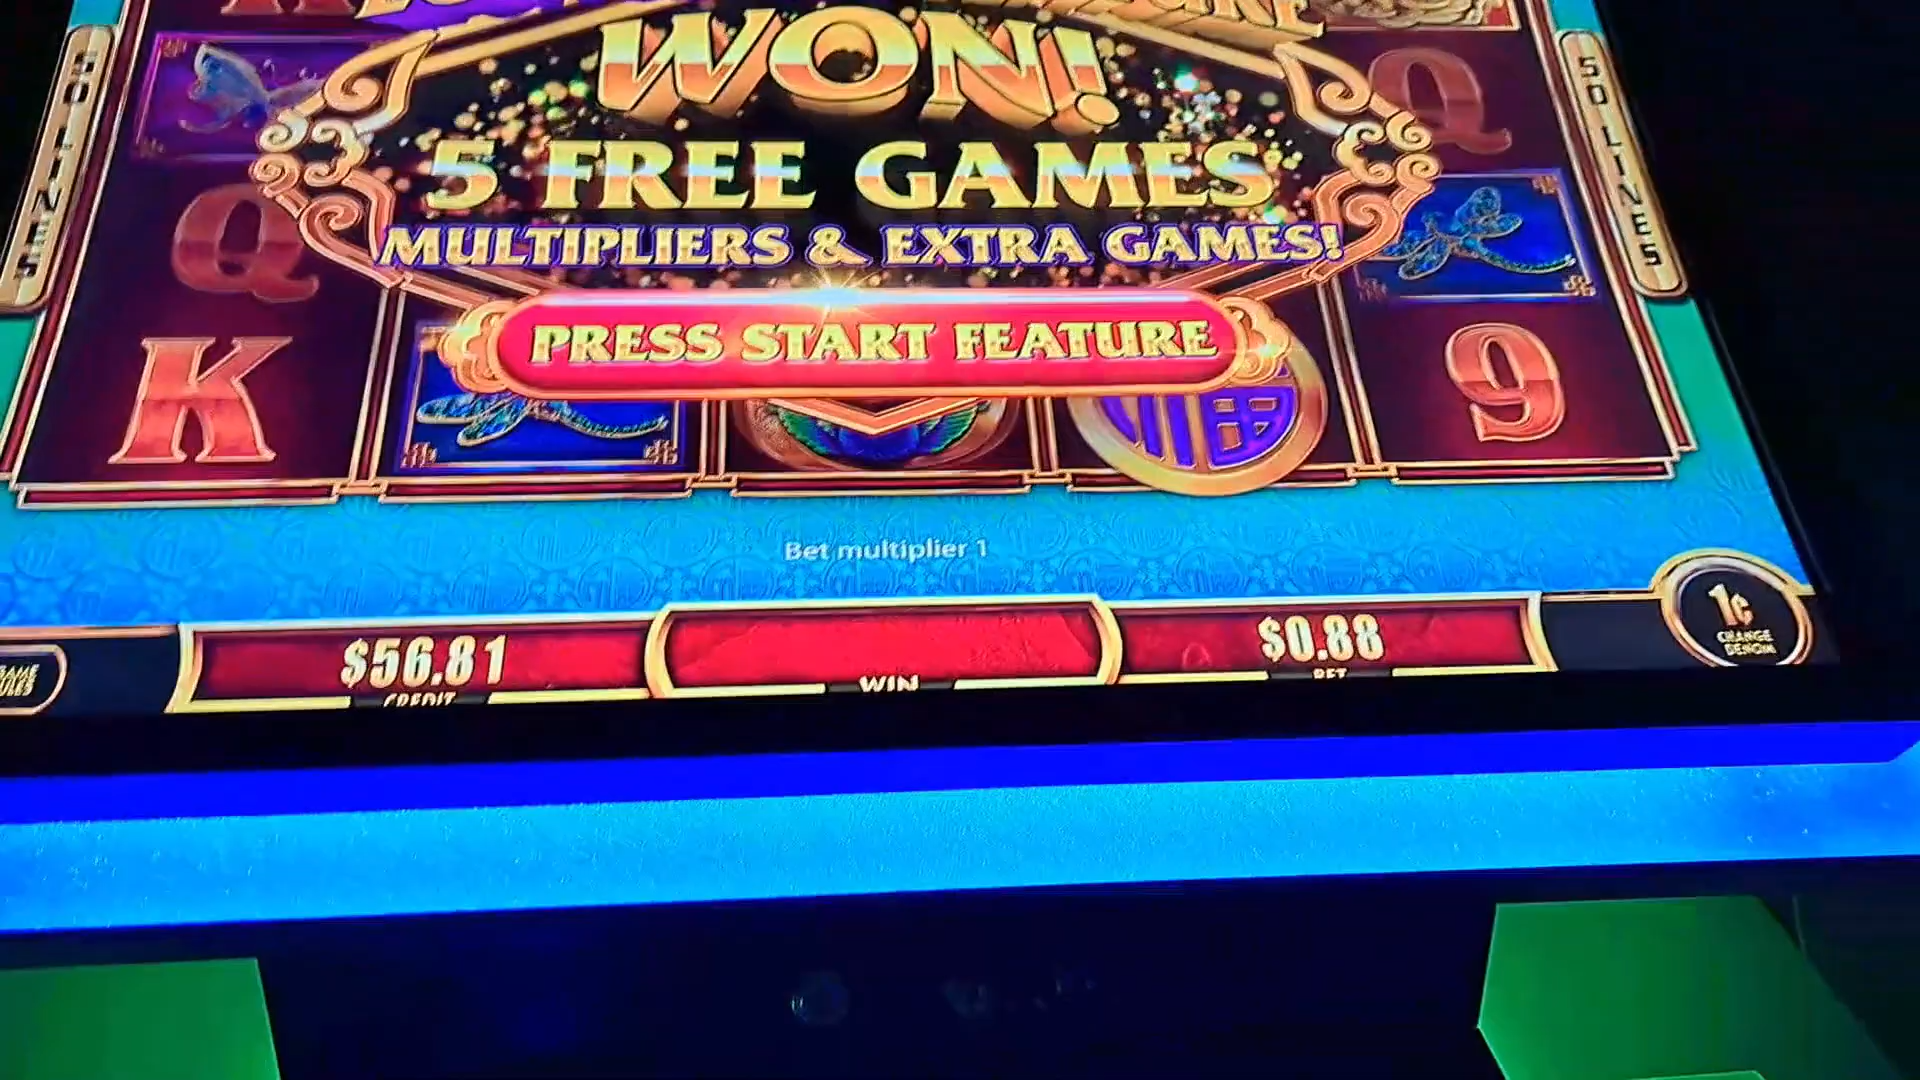 WON!
5 FREE GAMES
MULTIPLIERS & EXTRA GAMES!
PRESS START FEATURE
50 LINES
50 LINES
Q
Q
K
9
Bet multiplier 1
$56.81
CREDIT
WIN
$0.88
BET
1¢
CHANGE
DENOM